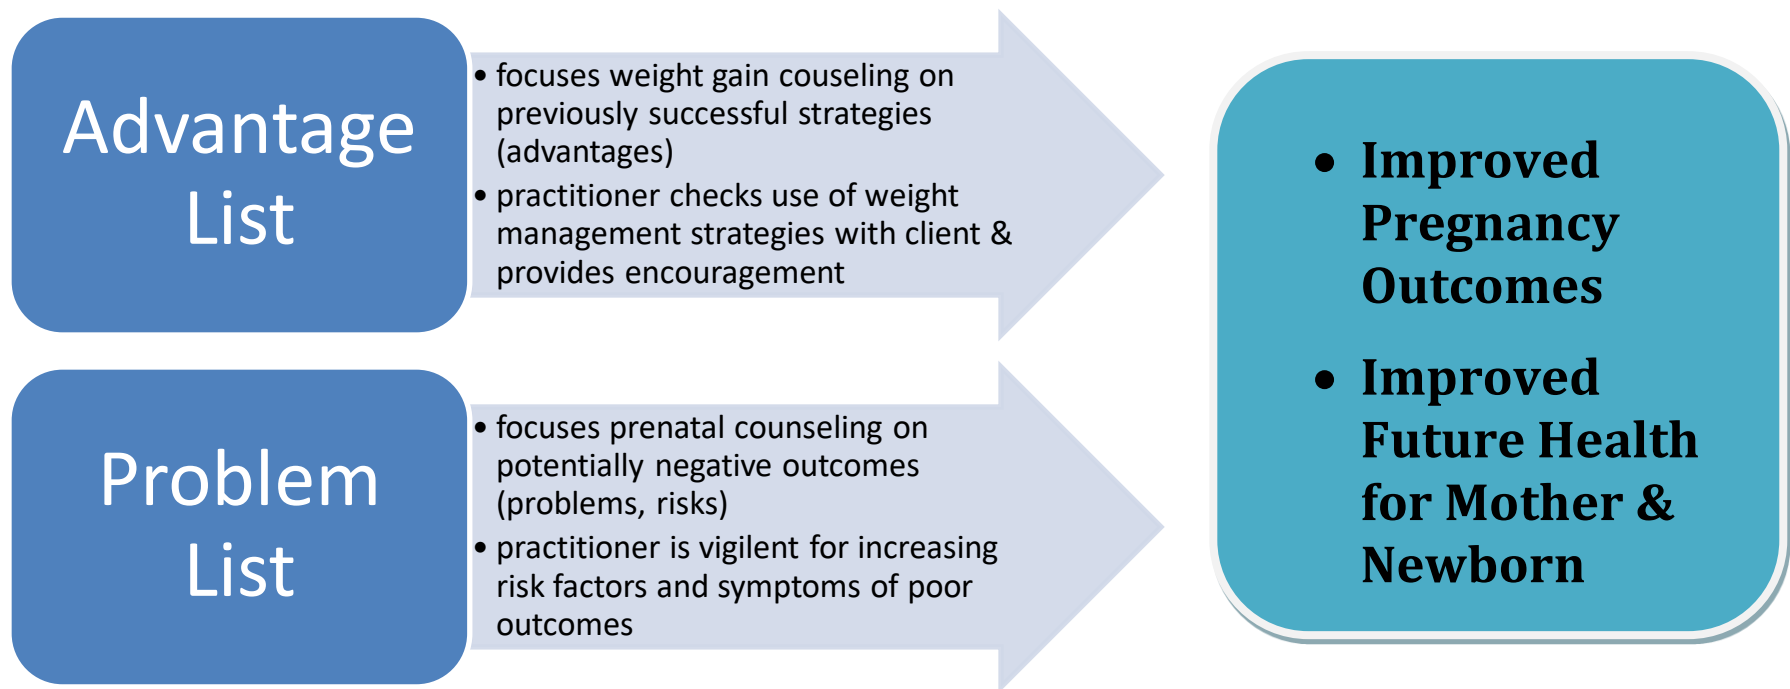 Advantage
List
• focuses weight gain couseling on
previously successful strategies
(advantages)
• practitioner checks use of weight
management strategies with client &
provides encouragement
Problem
List
• focuses prenatal counseling on
potentially negative outcomes
(problems, risks)
• practitioner is vigilent for increasing
risk factors and symptoms of poor
outcomes
• Improved
Pregnancy
Outcomes
• Improved
Future Health
for Mother &
Newborn